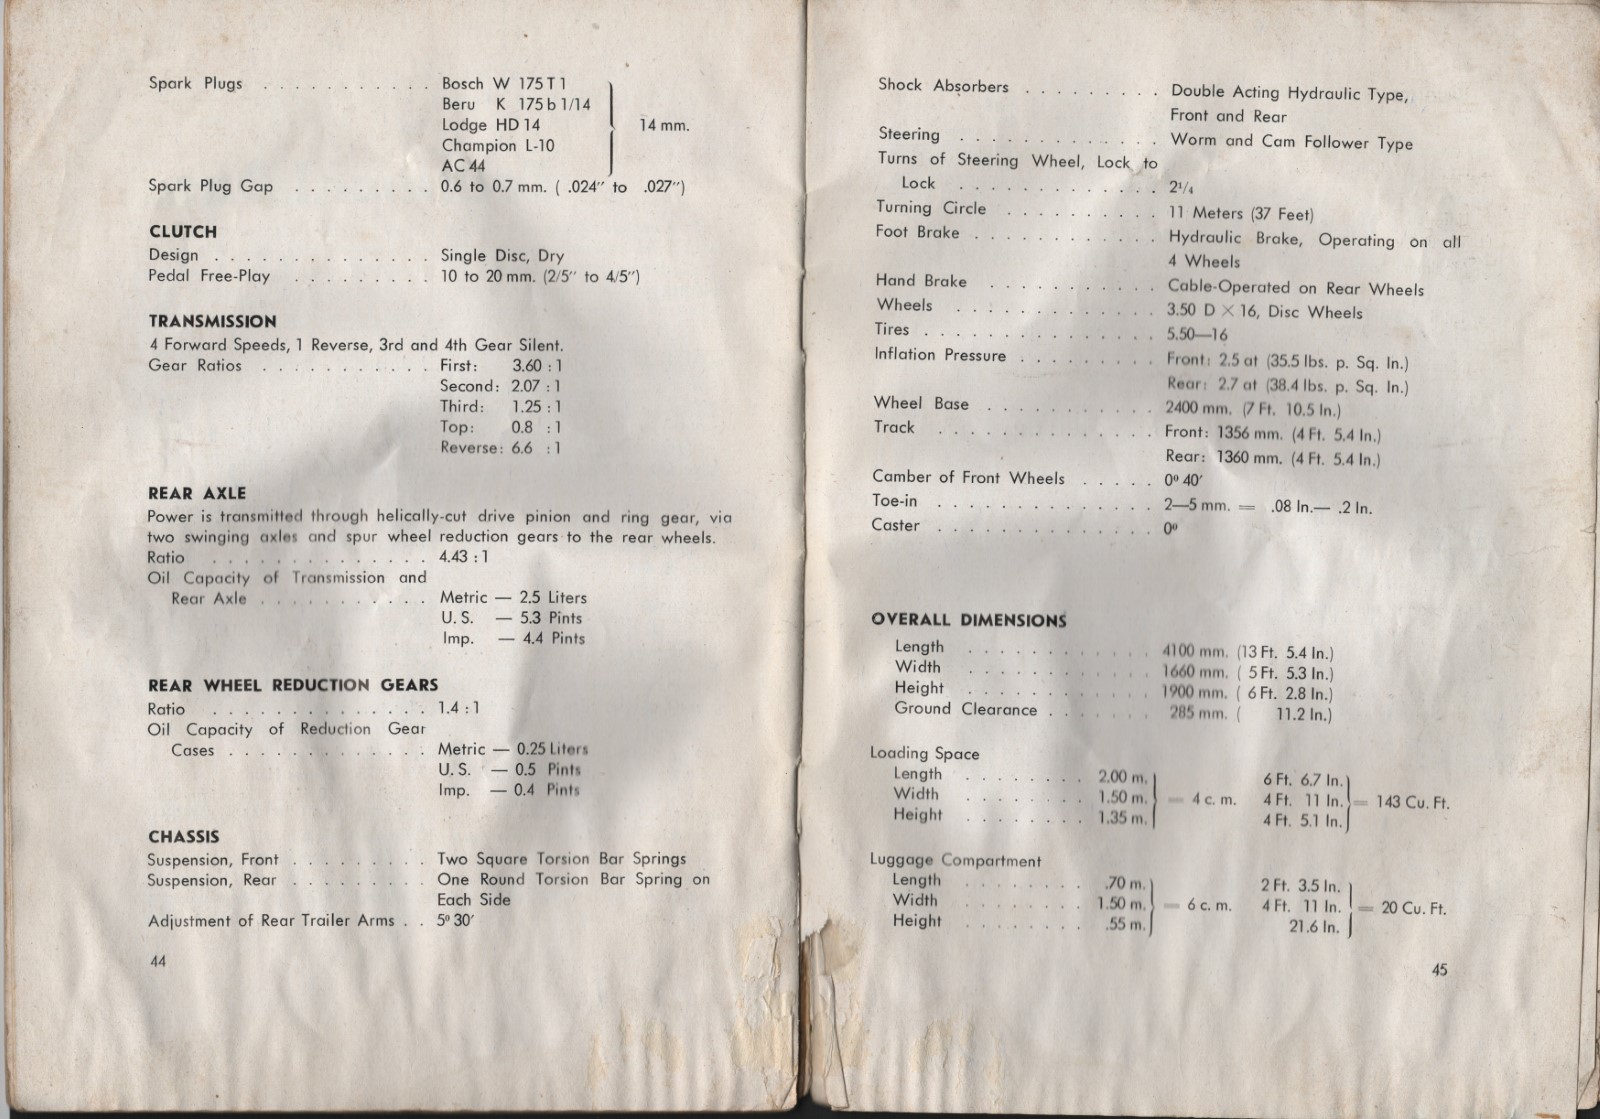 Spark Plugs . . . . . . . . . . . Bosch W 175 T 1
Beru K 175 b 1/14
Lodge HD 14 14 mm.
Champion L-10
AC 44
Spark Plug Gap . . . . . . . . . 0.6 to 0.7 mm. ( .024″ to .027″)
CLUTCH
Design . . . . . . . . . . . . . . Single Disc, Dry
Pedal Free-Play . . . . . . . . . 10 to 20 mm. (2/5″ to 4/5″)
TRANSMISSION
4 Forward Speeds, 1 Reverse, 3rd and 4th Gear Silent.
Gear Ratios . . . . . . . . . . . First: 3.60 : 1
Second: 2.07 : 1
Third: 1.25 : 1
Top: 0.8 : 1
Reverse: 6.6 : 1
REAR AXLE
Power is transmitted through helically-cut drive pinion and ring gear, via
two swinging axles and spur wheel reduction gears to the rear wheels.
Ratio . . . . . . . . . . . . . . 4.43 : 1
Oil Capacity of Transmission and
Rear Axle . . . . . . . . . . . Metric — 2.5 Liters
U. S. — 5.3 Pints
Imp. — 4.4 Pints
REAR WHEEL REDUCTION GEARS
Ratio . . . . . . . . . . . . . . 1.4 : 1
Oil Capacity of Reduction Gear
Cases . . . . . . . . . . . . . Metric — 0.25 Liters
U. S. — 0.5 Pints
Imp. — 0.4 Pints
CHASSIS
Suspension, Front . . . . . . . . . Two Square Torsion Bar Springs
Suspension, Rear . . . . . . . . . One Round Torsion Bar Spring on
Each Side
Adjustment of Rear Trailer Arms . . 5⁰ 30′
44
Shock Absorbers . . . . . . . . . Double Acting Hydraulic Type,
Front and Rear
Steering . . . . . . . . . . . . . Worm and Cam Follower Type
Turns of Steering Wheel, Lock to
Lock . . . . . . . . . . . . . 2¹/₄
Turning Circle . . . . . . . . . . 11 Meters (37 Feet)
Foot Brake . . . . . . . . . . . . Hydraulic Brake, Operating on all
4 Wheels
Hand Brake . . . . . . . . . . . Cable-Operated on Rear Wheels
Wheels . . . . . . . . . . . . . 3.50 D × 16, Disc Wheels
Tires . . . . . . . . . . . . . . . 5.50—16
Inflation Pressure . . . . . . . . . Front: 2.5 at (35.5 lbs. p. Sq. In.)
Rear: 2.7 at (38.4 lbs. p. Sq. In.)
Wheel Base . . . . . . . . . . . 2400 mm. (7 Ft. 10.5 In.)
Track . . . . . . . . . . . . . . Front: 1356 mm. (4 Ft. 5.4 In.)
Rear: 1360 mm. (4 Ft. 5.4 In.)
Camber of Front Wheels . . . . . 0⁰ 40′
Toe-in . . . . . . . . . . . . . . 2—5 mm. = .08 In.— .2 In.
Caster . . . . . . . . . . . . . . 0⁰
OVERALL DIMENSIONS
Length . . . . . . . . . . . . 4100 mm. (13 Ft. 5.4 In.)
Width . . . . . . . . . . . . 1660 mm. ( 5 Ft. 5.3 In.)
Height . . . . . . . . . . . . 1900 mm. ( 6 Ft. 2.8 In.)
Ground Clearance . . . . . . . 285 mm. ( 11.2 In.)
Loading Space
Length . . . . . . . . 2.00 m. 6 Ft. 6.7 In.
Width . . . . . . . . 1.50 m. = 4 c. m. 4 Ft. 11 In. = 143 Cu. Ft.
Height . . . . . . . . 1.35 m. 4 Ft. 5.1 In.
Luggage Compartment
Length . . . . . . . . .70 m. 2 Ft. 3.5 In.
Width . . . . . . . . 1.50 m. = 6 c. m. 4 Ft. 11 In. = 20 Cu. Ft.
Height . . . . . . . . .55 m. 21.6 In.
45